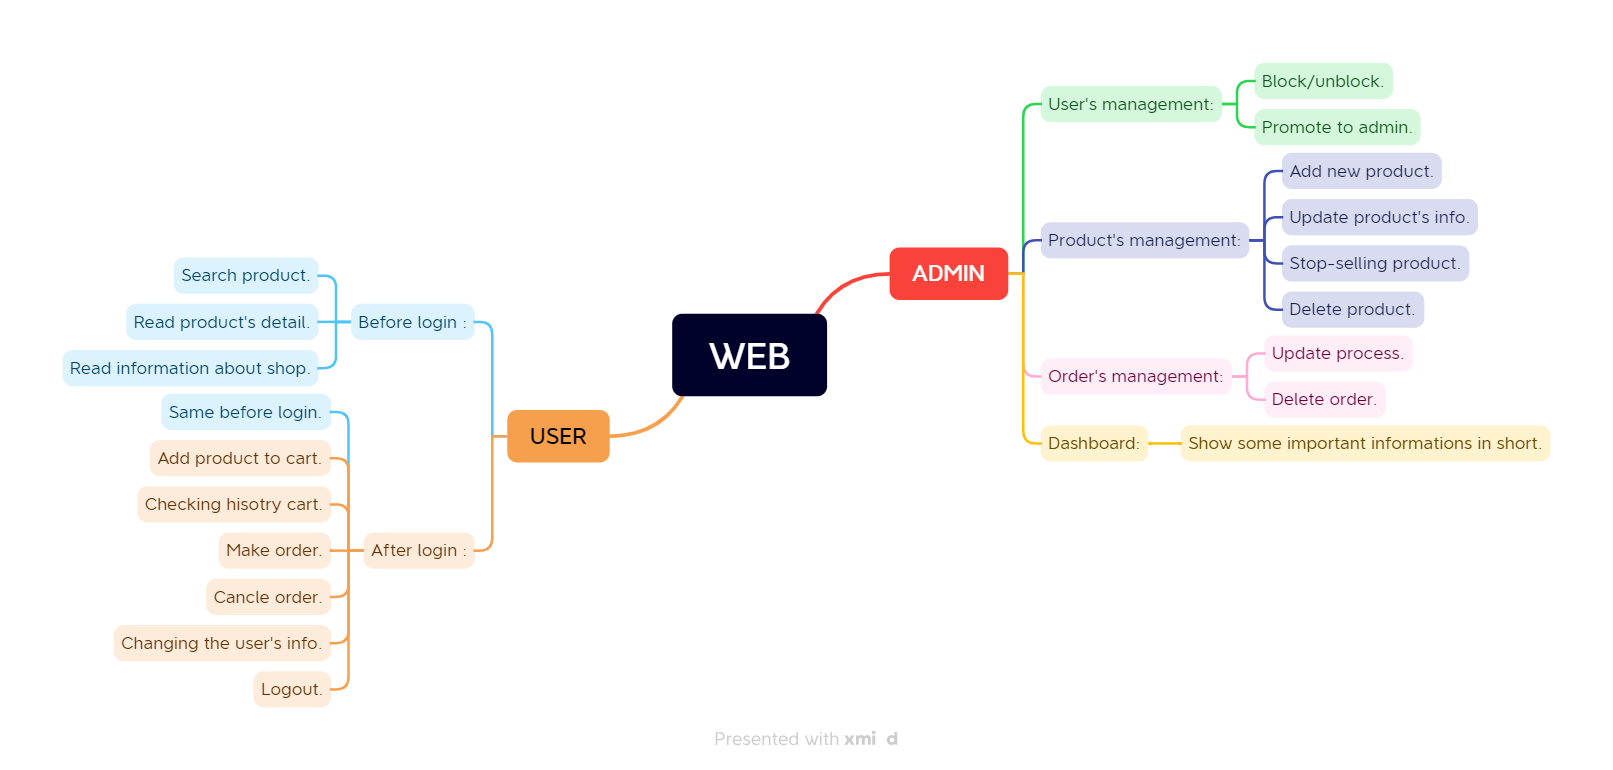 WEB
ADMIN
User's management:
Block/unblock.
Promote to admin.
Product's management:
Add new product.
Update product's info.
Stop-selling product.
Delete product.
Order's management:
Update process.
Delete order.
Dashboard:
Show some important informations in short.
USER
Before login :
Search product.
Read product's detail.
Read information about shop.
After login :
Same before login.
Add product to cart.
Checking hisotry cart.
Make order.
Cancle order.
Changing the user's info.
Logout.
Presented with xmi d